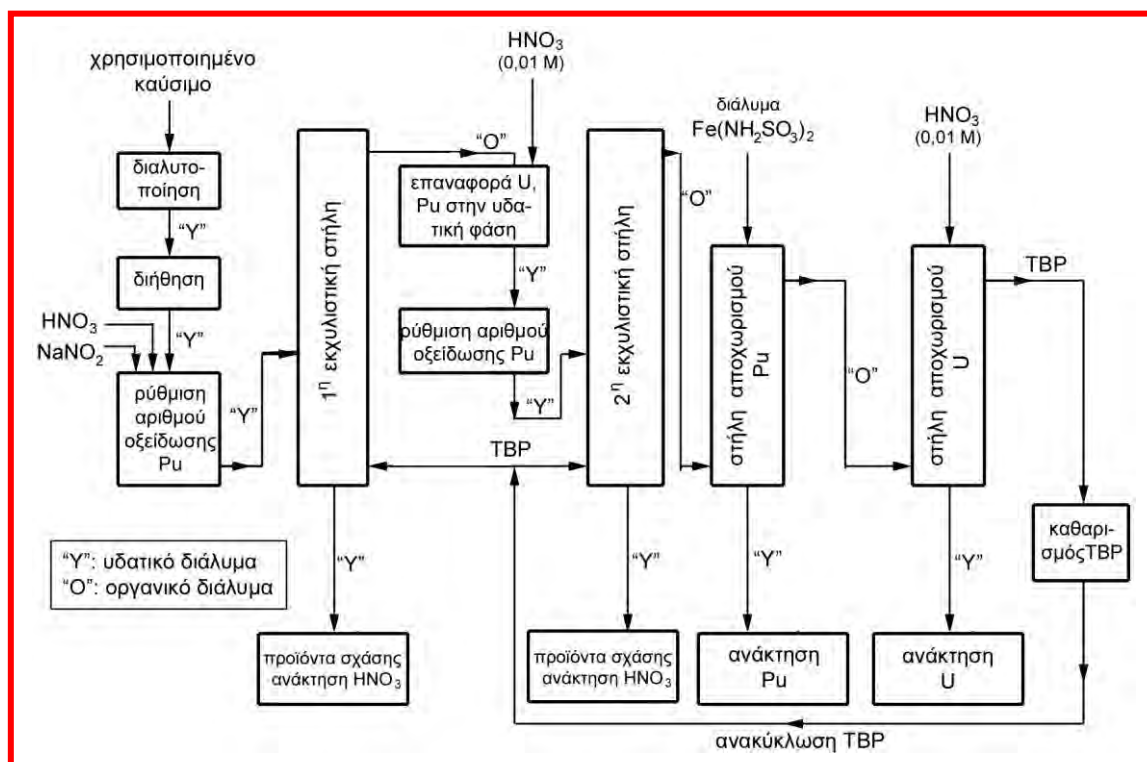 χρησιμοποιημένο
καύσιμο
διαλυτο-
ποίηση
“Υ”
διήθηση
“Υ”
HNO3
NaNO2
ρύθμιση
αριθμού
οξείδωσης
Pu
“Υ”
1η εκχυλιστική στήλη
“Ο”
HNO3
(0,01 M)
επαναφορά U,
Pu στην υδα-
τική φάση
“Υ”
ρύθμιση αριθμού
οξείδωσης Pu
“Υ”
TBP
2η εκχυλιστική στήλη
“Ο”
διάλυμα
Fe(NH2SO3)2
στήλη αποχωρισμού
Pu
“Ο”
HNO3
(0,01 M)
στήλη αποχωρισμού
U
TBP
καθαρι-
σμόςTBP
“Υ”: υδατικό διάλυμα
“Ο”: οργανικό διάλυμα
“Υ”
“Υ”
“Υ”
“Υ”
προϊόντα σχάσης
ανάκτηση HNO3
προϊόντα σχάσης
ανάκτηση HNO3
ανάκτηση
Pu
ανάκτηση
U
ανακύκλωση TBP